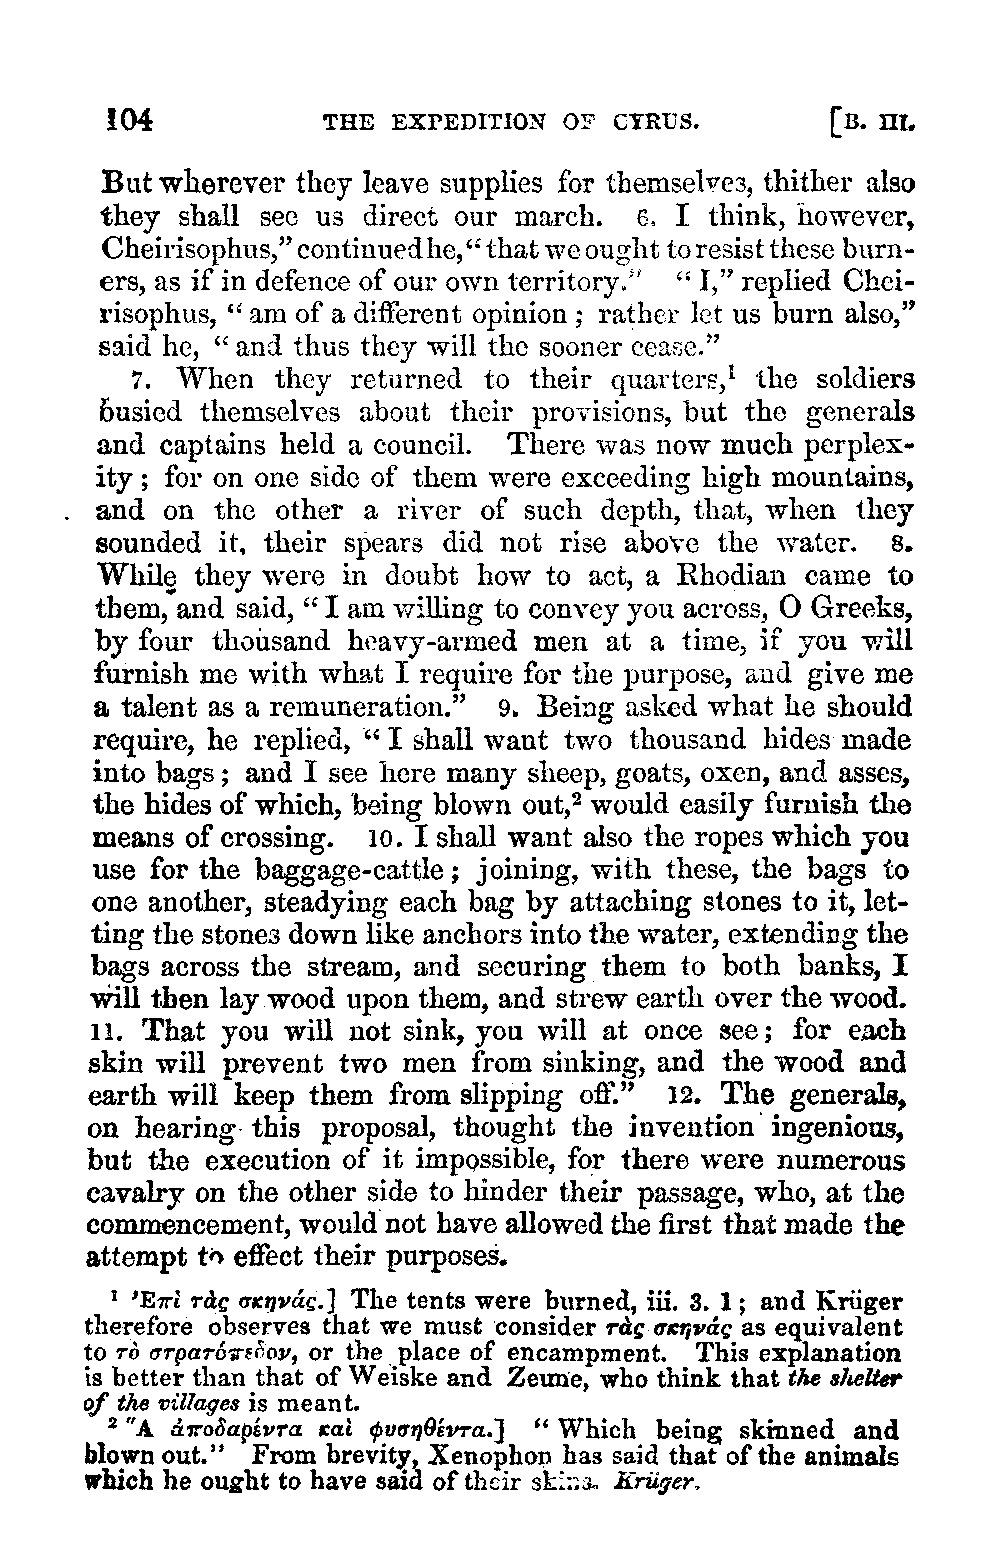 104 THE EXPEDITION OF CYRUS. [B. III.
But wherever they leave supplies for themselves, thither also
they shall see us direct our march. 6. I think, however,
Cheirisophus,” continued he, “that we ought to resist these burn-
ers, as if in defence of our own territory.” “I,” replied Chei-
risophus, “am of a different opinion; rather let us burn also,”
said he, “and thus they will the sooner cease.”
7. When they returned to their quarters,¹ the soldiers
busied themselves about their provisions, but the generals
and captains held a council. There was now much perplex-
ity; for on one side of them were exceeding high mountains,
and on the other a river of such depth, that, when they
sounded it, their spears did not rise above the water. 8.
While they were in doubt how to act, a Rhodian came to
them, and said, “I am willing to convey you across, O Greeks,
by four thousand heavy-armed men at a time, if you will
furnish me with what I require for the purpose, and give me
a talent as a remuneration.” 9. Being asked what he should
require, he replied, “I shall want two thousand hides made
into bags; and I see here many sheep, goats, oxen, and asses,
the hides of which, being blown out,² would easily furnish the
means of crossing. 10. I shall want also the ropes which you
use for the baggage-cattle; joining, with these, the bags to
one another, steadying each bag by attaching stones to it, let-
ting the stones down like anchors into the water, extending the
bags across the stream, and securing them to both banks, I
will then lay wood upon them, and strew earth over the wood.
11. That you will not sink, you will at once see; for each
skin will prevent two men from sinking, and the wood and
earth will keep them from slipping off.” 12. The generals,
on hearing this proposal, thought the invention ingenious,
but the execution of it impossible, for there were numerous
cavalry on the other side to hinder their passage, who, at the
commencement, would not have allowed the first that made the
attempt to effect their purposes.
¹ Ἐπὶ τὰς σκηνάς.] The tents were burned, iii. 3. 1; and Krüger
therefore observes that we must consider τὰς σκηνάς as equivalent
to τὸ στρατόπεδον, or the place of encampment. This explanation
is better than that of Weiske and Zeune, who think that the shelter
of the villages is meant.
² Ἃ ἀποδαρέντα καὶ φυσηθέντα.] “Which being skinned and
blown out.” From brevity, Xenophon has said that of the animals
which he ought to have said of their skins. Krüger.